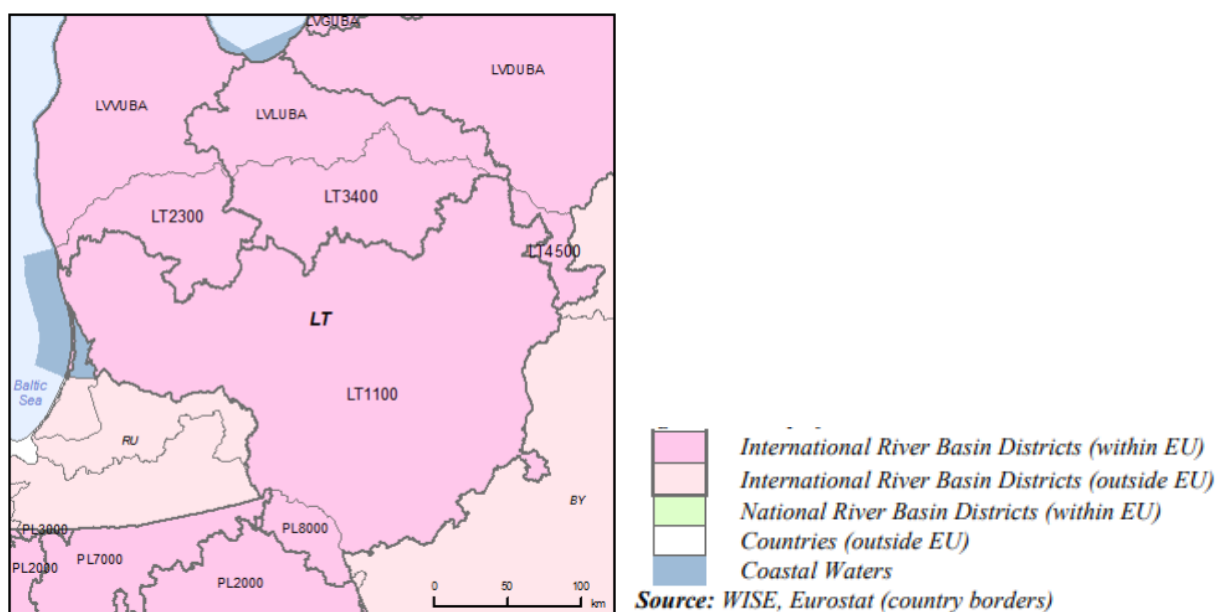 LVGUBA
LVDUBA
LVVUBA
LVLUBA
LT3400
LT2300
LT4500
LT
Baltic
Sea
LT1100
RU
BY
PL3000
PL8000
PL7000
PL2000
PL2000
0 50 100
km
International River Basin Districts (within EU)
International River Basin Districts (outside EU)
National River Basin Districts (within EU)
Countries (outside EU)
Coastal Waters
Source: WISE, Eurostat (country borders)